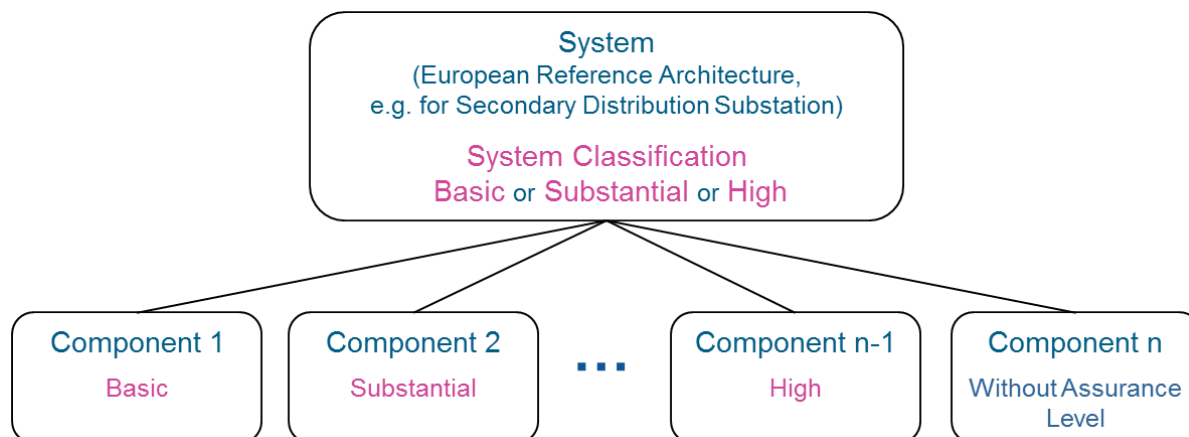 System
(European Reference Architecture,
e.g. for Secondary Distribution Substation)
System Classification
Basic or Substantial or High
Component 1
Basic
Component 2
Substantial
...
Component n-1
High
Component n
Without Assurance
Level